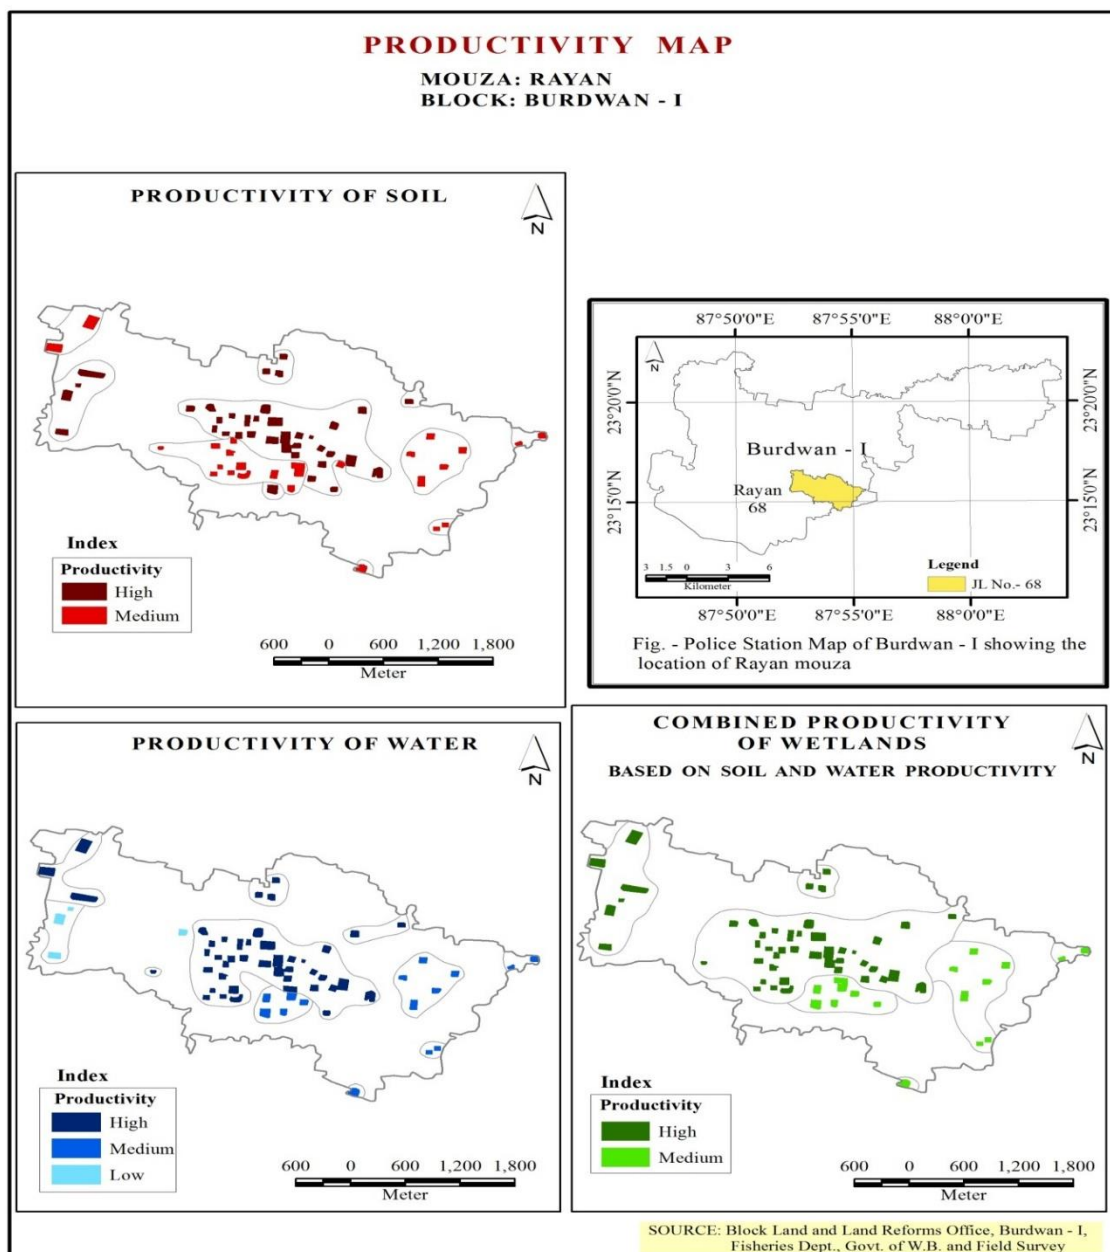 PRODUCTIVITY MAP
MOUZA: RAYAN
BLOCK: BURDWAN - I
PRODUCTIVITY OF SOIL
N
Index
Productivity
High
Medium
600 0 600 1,200 1,800
Meter
87°50'0"E 87°55'0"E 88°0'0"E
N
23°20'0"N
23°20'0"N
Burdwan - I
Rayan
68
23°15'0"N
23°15'0"N
3 1.5 0 3 6
Kilometer
Legend
JL No.- 68
87°50'0"E 87°55'0"E 88°0'0"E
Fig. - Police Station Map of Burdwan - I showing the
location of Rayan mouza
PRODUCTIVITY OF WATER
N
Index
Productivity
High
Medium
Low
600 0 600 1,200 1,800
Meter
COMBINED PRODUCTIVITY
OF WETLANDS
BASED ON SOIL AND WATER PRODUCTIVITY
N
Index
Productivity
High
Medium
600 0 600 1,200 1,800
Meter
SOURCE: Block Land and Land Reforms Office, Burdwan - I,
Fisheries Dept., Govt. of W.B. and Field Survey